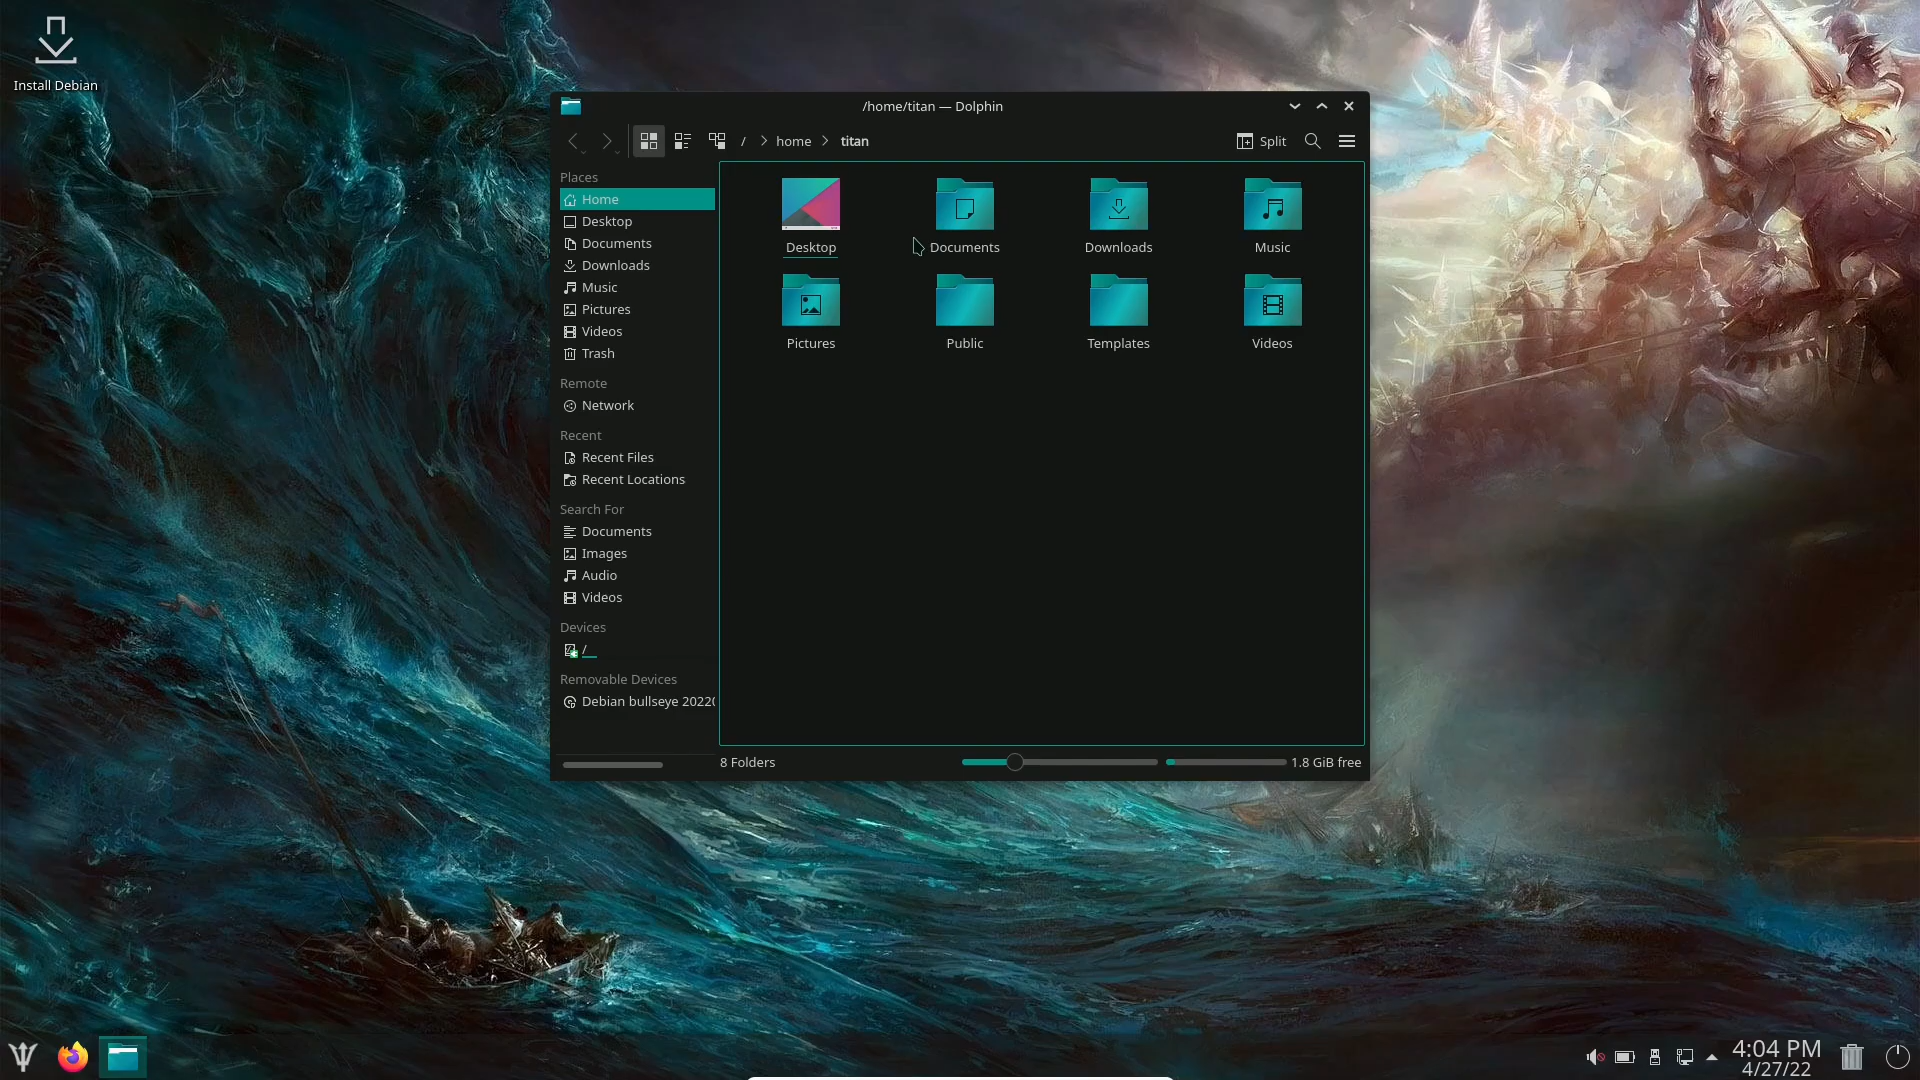 Install Debian
/home/titan — Dolphin
/ home titan
Split
Places
Home
Desktop
Documents
Downloads
Music
Pictures
Videos
Trash
Remote
Network
Recent
Recent Files
Recent Locations
Search For
Documents
Images
Audio
Videos
Devices
/
Removable Devices
Debian bullseye 2022
Desktop
Documents
Downloads
Music
Pictures
Public
Templates
Videos
8 Folders
1.8 GiB free
4:04 PM
4/27/22